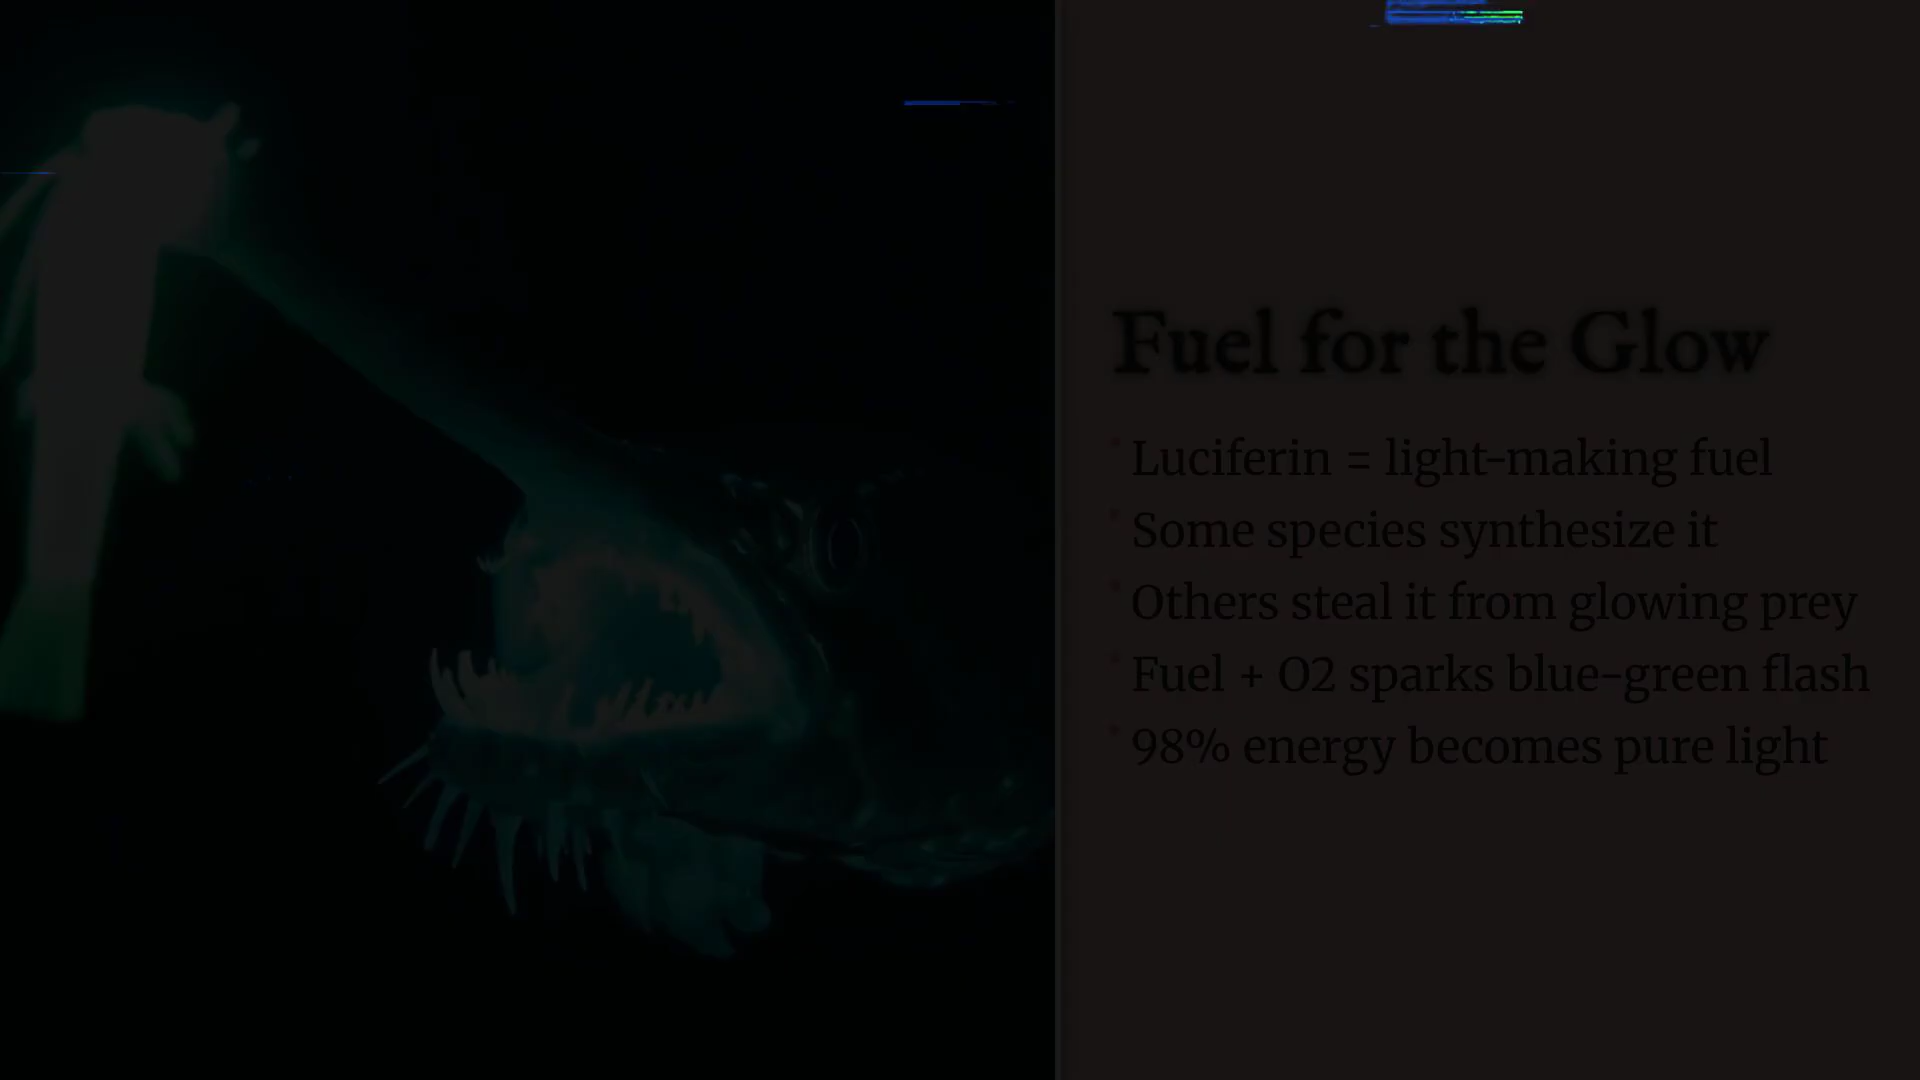 Fuel for the Glow
Luciferin = light-making fuel
Some species synthesize it
Others steal it from glowing prey
Fuel + O2 sparks blue-green flash
98% energy becomes pure light